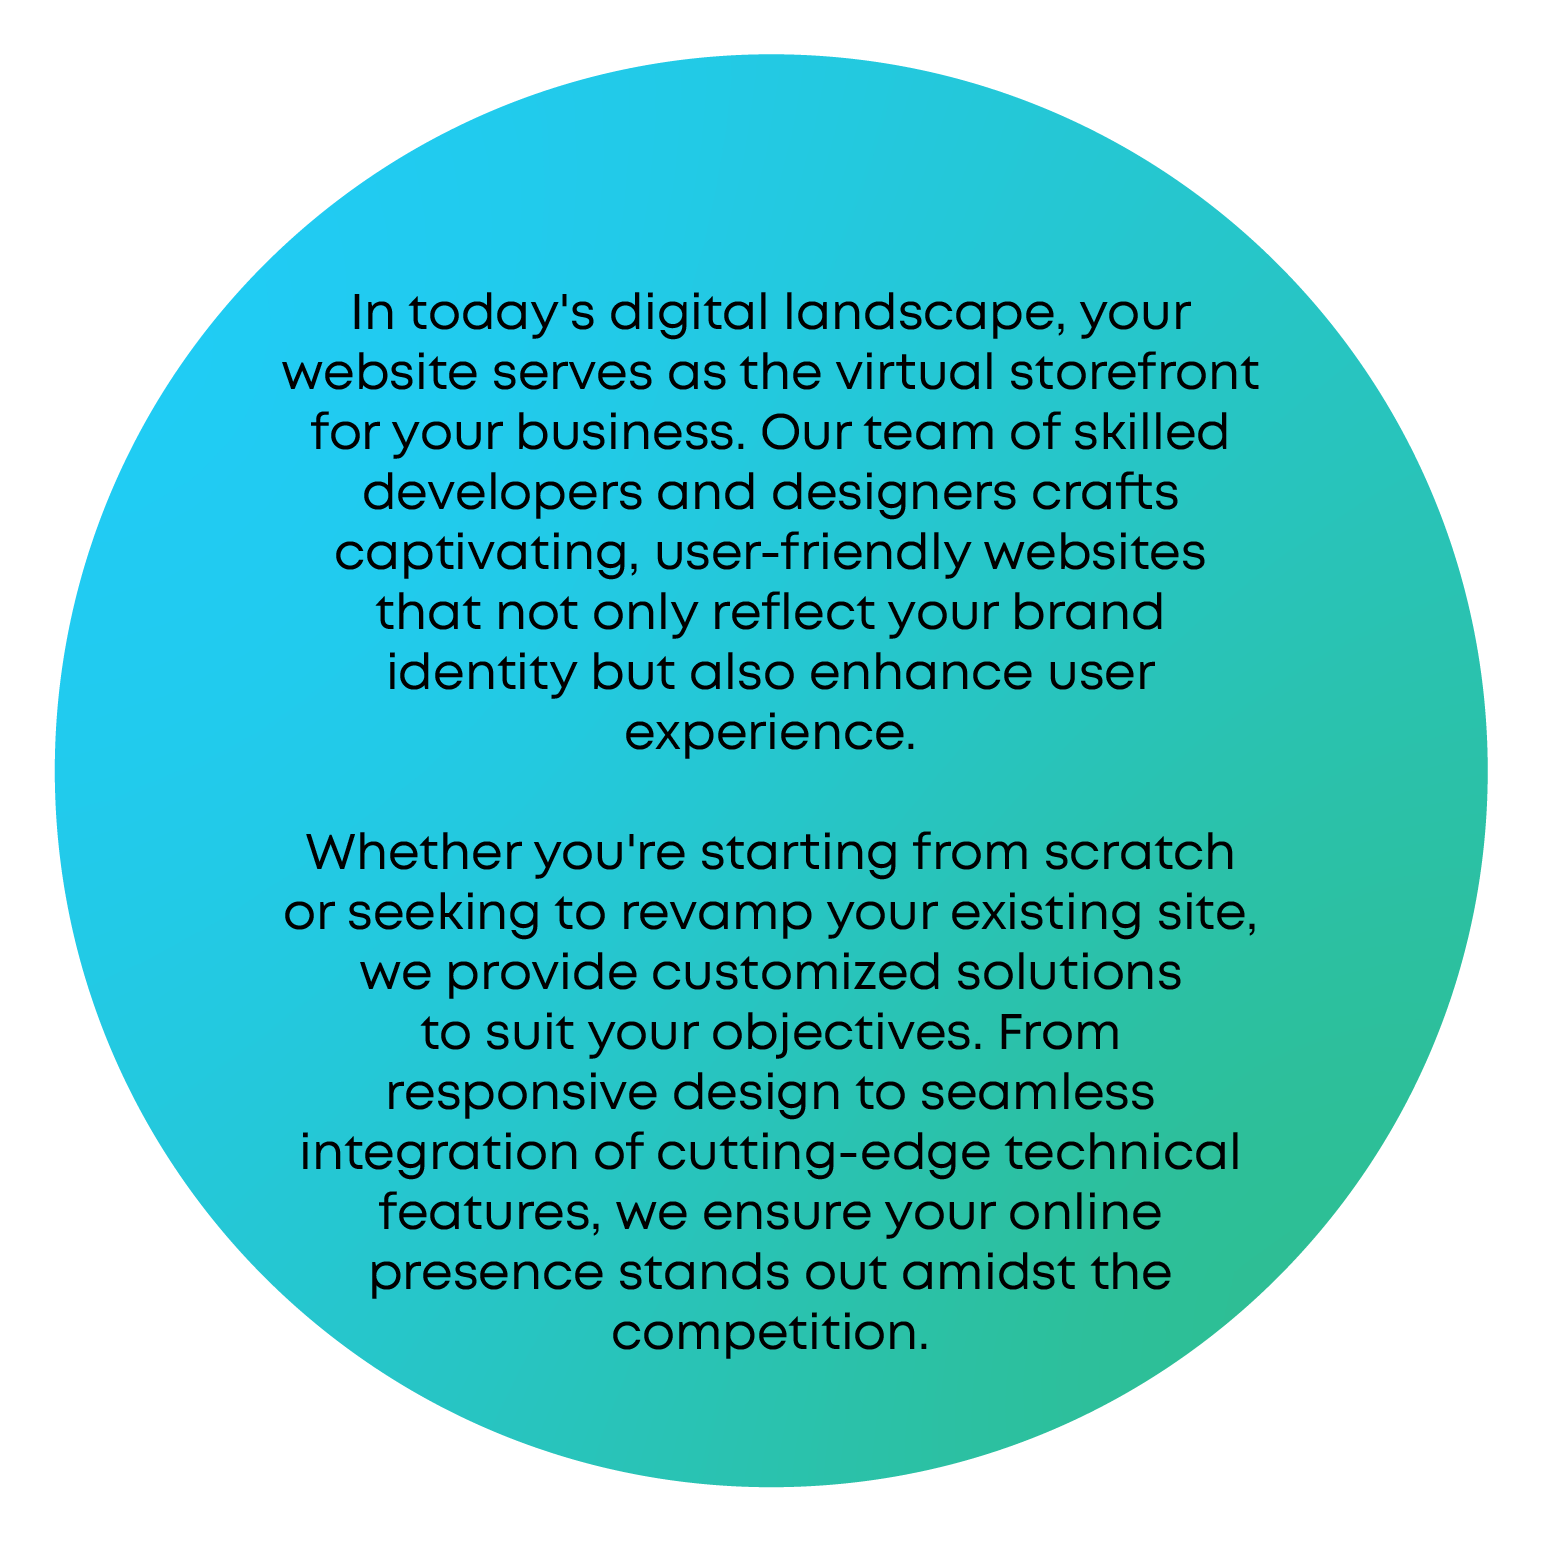 In today's digital landscape, your
website serves as the virtual storefront
for your business. Our team of skilled
developers and designers crafts
captivating, user-friendly websites
that not only reflect your brand
identity but also enhance user
experience.
Whether you're starting from scratch
or seeking to revamp your existing site,
we provide customized solutions
to suit your objectives. From
responsive design to seamless
integration of cutting-edge technical
features, we ensure your online
presence stands out amidst the
competition.